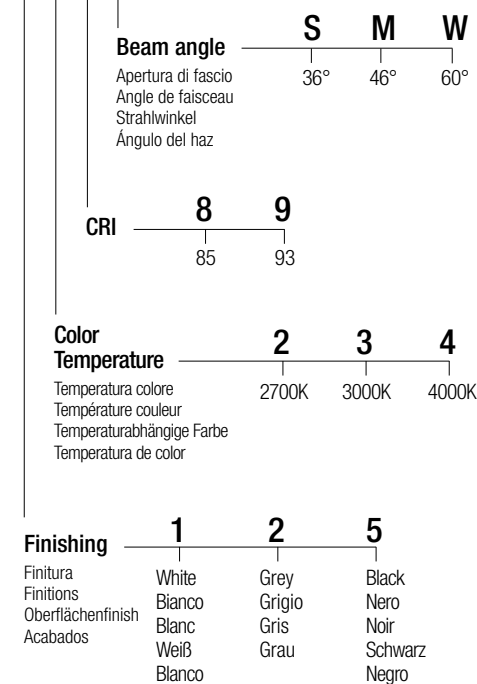 S M W
Beam angle
36° 46° 60°
Apertura di fascio
Angle de faisceau
Strahlwinkel
Ángulo del haz
8 9
CRI
85 93
Color
Temperature
2 3 4
2700K 3000K 4000K
Temperatura colore
Température couleur
Temperaturabhängige Farbe
Temperatura de color
1 2 5
Finishing
Finitura
Finitions
Oberflächenfinish
Acabados
White Grey Black
Bianco Grigio Nero
Blanc Gris Noir
Weiß Grau Schwarz
Blanco Negro